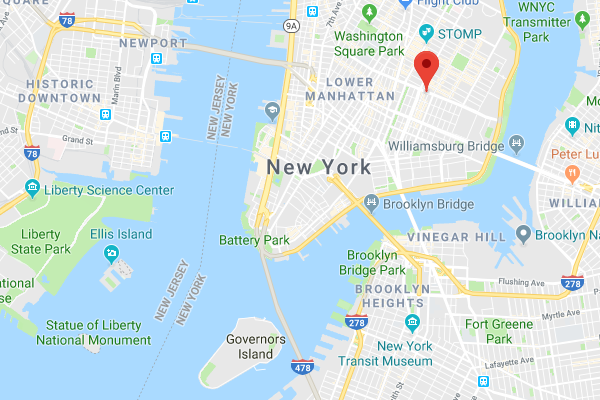 Flight Club
WNYC
Transmitter
Park
78
NEWPORT
9A
7th Ave
Washington
Square Park
STOMP
LOWER
MANHATTAN
HISTORIC
DOWNTOWN
Marin Blvd
NEW JERSEY
NEW YORK
Grand St
78
Williamsburg Bridge
Nit
Peter Lu
New York
Liberty Science Center
Brooklyn Bridge
WILLIAM
Liberty
State Park
Ellis Island
Battery Park
VINEGAR HILL
Brooklyn Na
Brooklyn
Bridge Park
NEW JERSEY
NEW YORK
Flushing Ave
278
BROOKLYN
HEIGHTS
Myrtle Ave
Statue of Liberty
National Monument
278
Fort Greene
Park
Governors
Island
New York
Transit Museum
478
Lafayette Ave